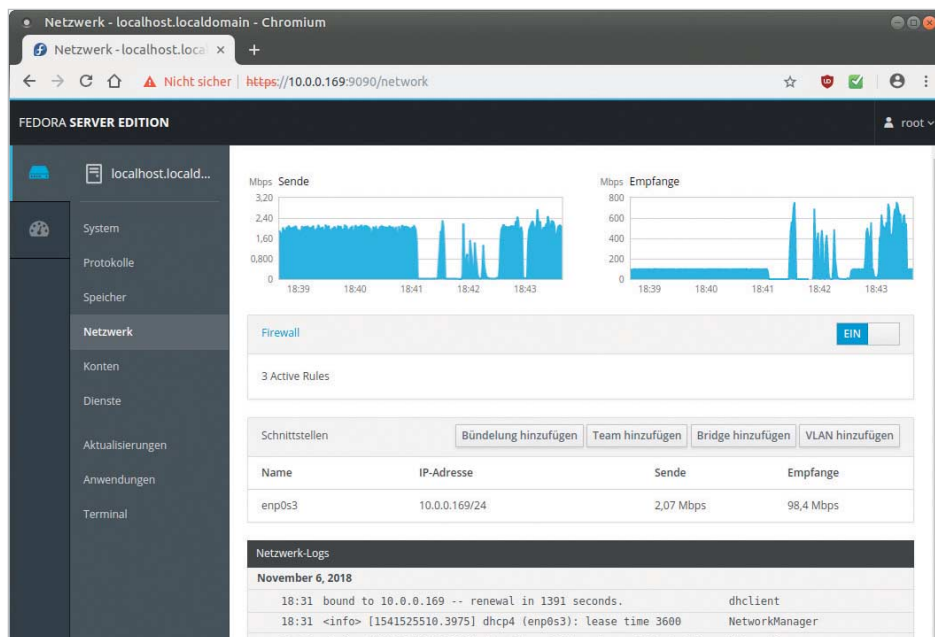 Netzwerk - localhost.localdomain - Chromium
Netzwerk - localhost.loca
Nicht sicher | https://10.0.0.169:9090/network
FEDORA SERVER EDITION
root
localhost.locald...
System
Protokolle
Speicher
Netzwerk
Konten
Dienste
Aktualisierungen
Anwendungen
Terminal
Mbps Sende
3,20
2,40
1,60
0,800
0
18:39 18:40 18:41 18:42 18:43
Mbps Empfange
800
600
400
200
0
18:39 18:40 18:41 18:42 18:43
Firewall EIN
3 Active Rules
Schnittstellen Bündelung hinzufügen Team hinzufügen Bridge hinzufügen VLAN hinzufügen
Name IP-Adresse Sende Empfange
enp0s3 10.0.0.169/24 2,07 Mbps 98,4 Mbps
Netzwerk-Logs
November 6, 2018
18:31 bound to 10.0.0.169 -- renewal in 1391 seconds. dhclient
18:31 <info> [1541525510.3975] dhcp4 (enp0s3): lease time 3600 NetworkManager